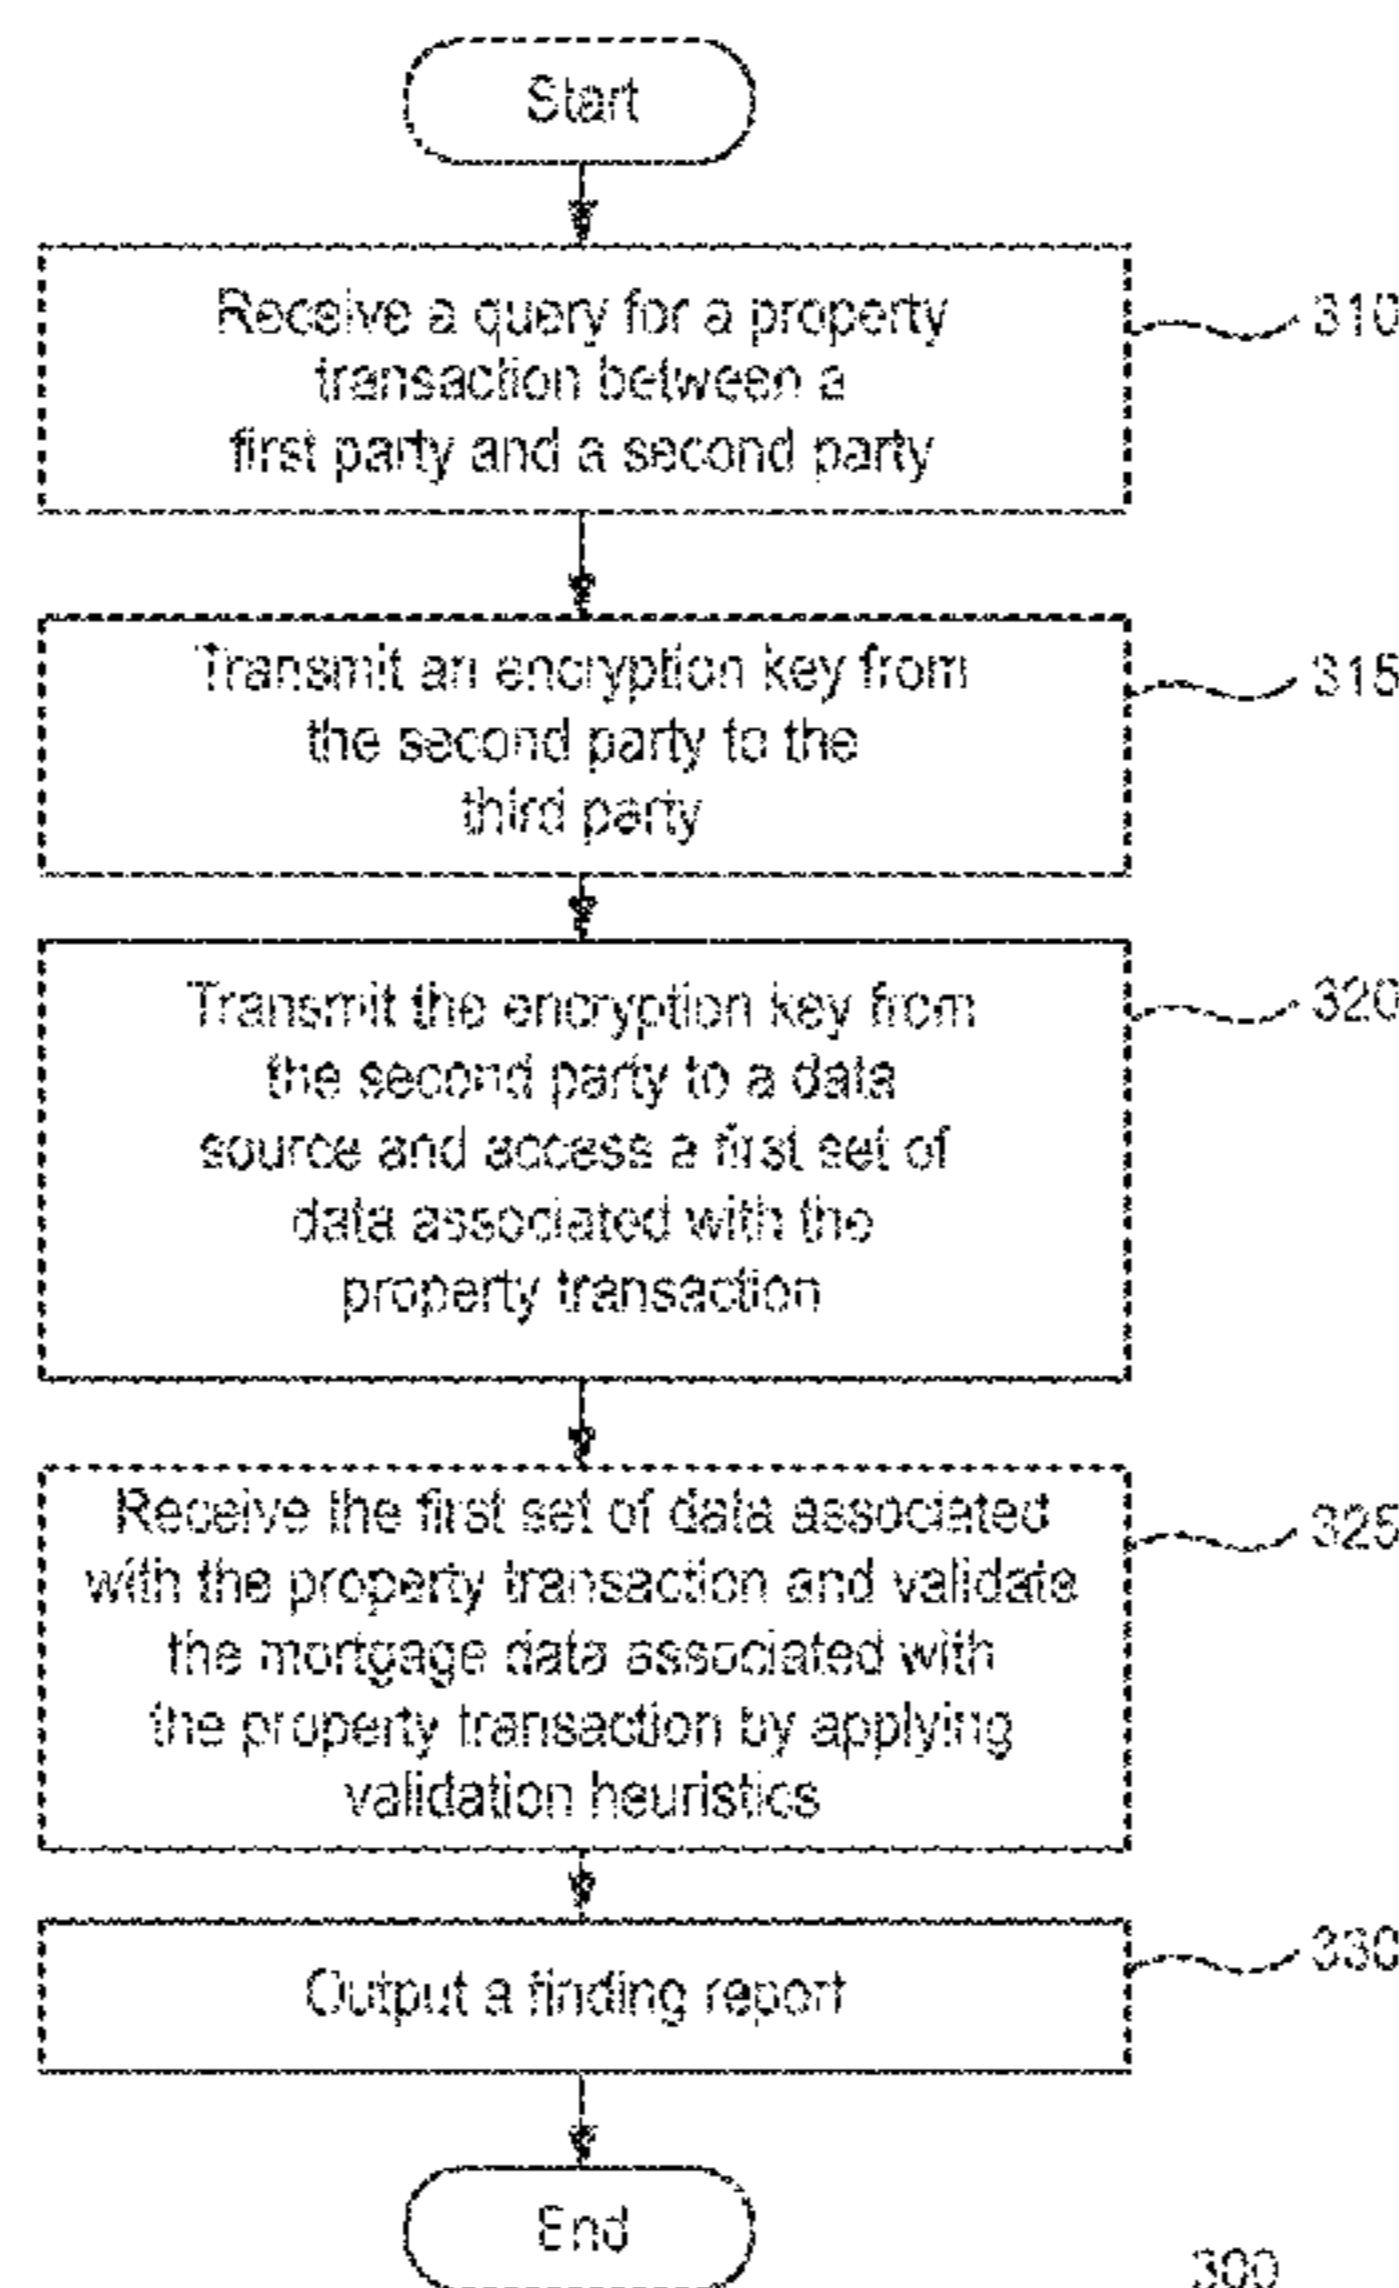 Start
Receive a query for a property
transaction between a
first party and a second party
310
Transmit an encryption key from
the second party to the
third party
315
Transmit the encryption key from
the second party to a data
source and access a first set of
data associated with the
property transaction
320
Receive the first set of data associated
with the property transaction and validate
the mortgage data associated with
the property transaction by applying
validation heuristics
325
Output a finding report
330
End
300